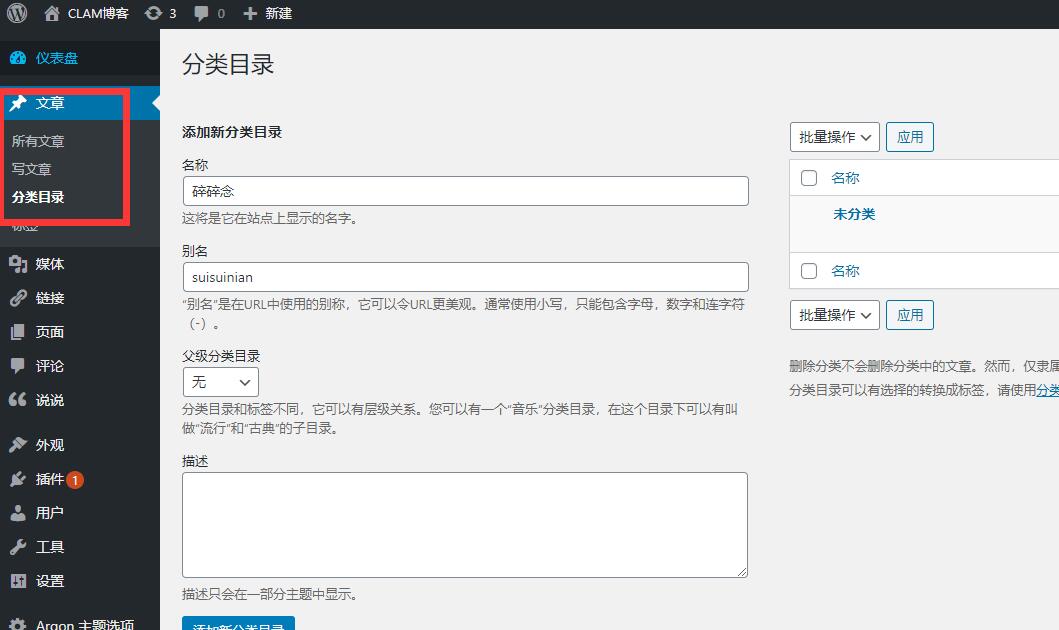 CLAM博客 3 0 新建
仪表盘
文章
所有文章
写文章
分类目录
标签
媒体
链接
页面
评论
说说
外观
插件 1
用户
工具
设置
Argon 主题选项
分类目录
添加新分类目录
名称
碎碎念
这将是它在站点上显示的名字。
别名
suisuinian
“别名”是在URL中使用的别称，它可以令URL更美观。通常使用小写，只能包含字母，数字和连字符
（-）。
父级分类目录
无
分类目录和标签不同，它可以有层级关系。您可以有一个“音乐”分类目录，在这个目录下可以有叫
做“流行”和“古典”的子目录。
描述
描述只会在一部分主题中显示。
添加新分类目录
批量操作 应用
名称
未分类
名称
批量操作 应用
删除分类不会删除分类中的文章。然而，仅隶属
分类目录可以有选择的转换成标签，请使用分类